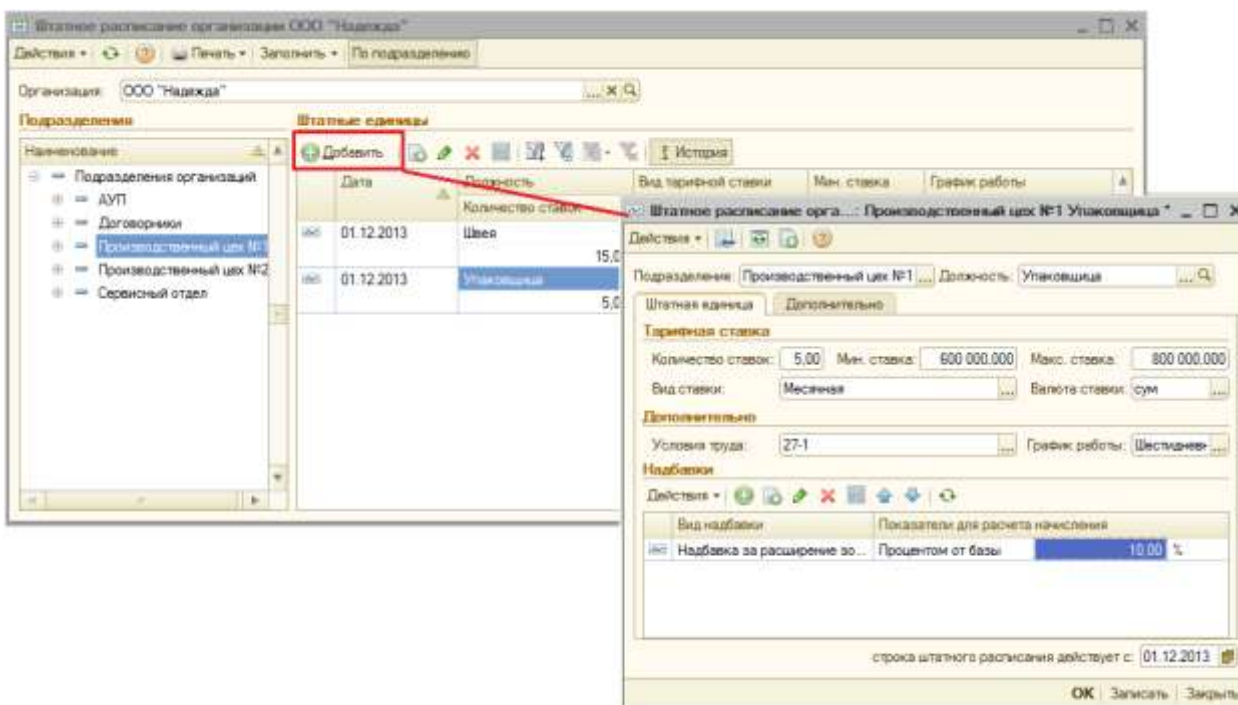 Штатное расписание организации ООО "Надежда"
Действия Печать Заполнить По подразделению
Организация: ООО "Надежда"
Подразделения
Наименование
Подразделения организаций
АУП
Договорники
Производственный цех №1
Производственный цех №2
Сервисный отдел
Штатные единицы
Добавить История
Дата Должность Вид тарифной ставки Мин. ставка График работы
Количество ставок
01.12.2013 Швея
15,0
01.12.2013 Упаковщица
5,0
Штатное расписание орга...: Производственный цех №1 Упаковщица *
Действия
Подразделение: Производственный цех №1 ... Должность: Упаковщица ...
Штатная единица Дополнительно
Тарифная ставка
Количество ставок: 5,00 Мин. ставка: 600 000.000 Макс. ставка: 800 000.000
Вид ставки: Месячная ... Валюта ставки: сум ...
Дополнительно
Условия труда: 27-1 ... График работы: Шестидневн ...
Надбавки
Действия
Вид надбавки Показатели для расчета начисления
Надбавка за расширение зо... Процентом от базы 10,00 %
строка штатного расписания действует с: 01.12.2013
OK Записать Закрыть